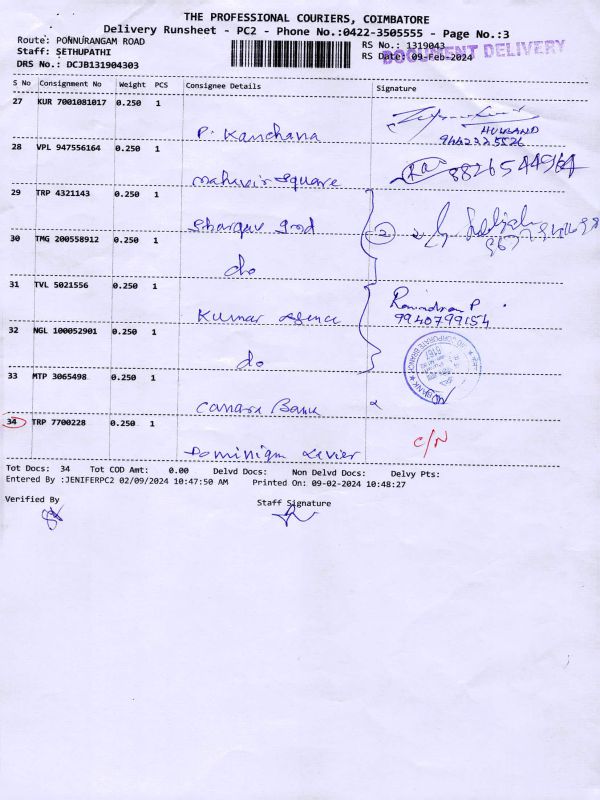 THE PROFESSIONAL COURIERS, COIMBATORE
Delivery Runsheet - PC2 - Phone No.:0422-3505555 - Page No.:3
Route: PONNURANGAM ROAD
RS No.: 1319043
Staff: SETHUPATHI
RS Date: 09-Feb-2024
DOCUMENT DELIVERY
DRS No.: DCJB131904303
S No Consignment No Weight PCS Consignee Details Signature
27 KUR 7001081017 0.250 1
P. Kanchana
HUSBAND
28 VPL 947556164 0.250 1
mahuvir square
29 TRP 4321143 0.250 1
2
30 TMG 200558912 0.250 1
do
31 TVL 5021556 0.250 1
Kumar Agence
9940799154
32 NGL 100052901 0.250 1
do
33 MTP 3065498 0.250 1
Canara Bank
34 TRP 7700228 0.250 1
Dominiqu Xavier
C/N
Tot Docs: 34 Tot COD Amt: 0.00 Delvd Docs: Non Delvd Docs: Delvy Pts:
Entered By :JENIFERPC2 02/09/2024 10:47:50 AM Printed On: 09-02-2024 10:48:27
Verified By
Staff Signature